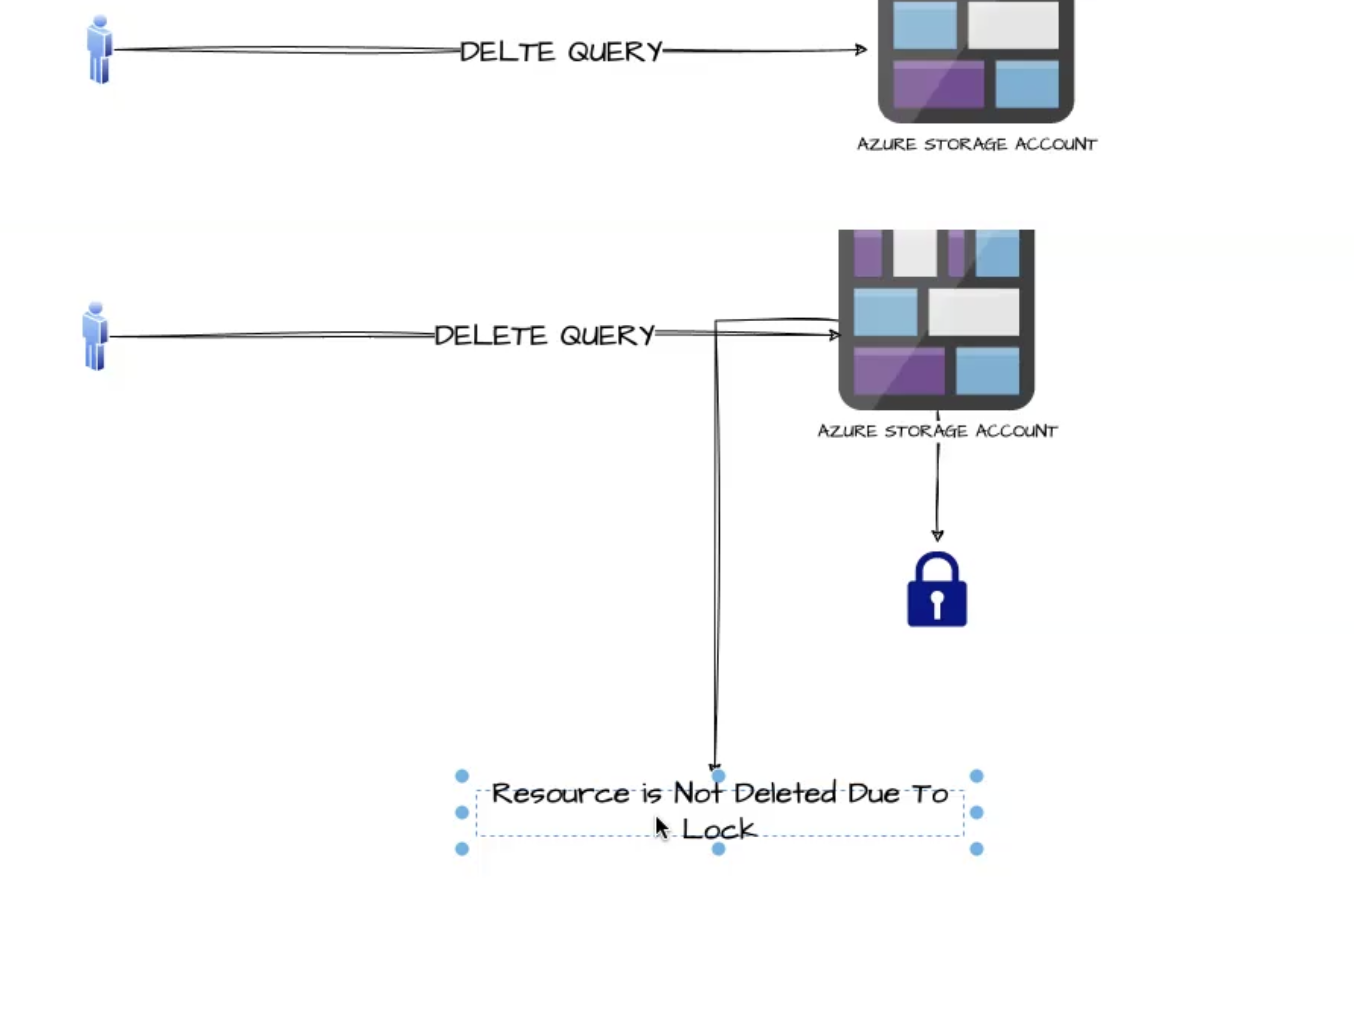 DELTE QUERY
AZURE STORAGE ACCOUNT
DELETE QUERY
AZURE STORAGE ACCOUNT
Resource is Not Deleted Due To
Lock